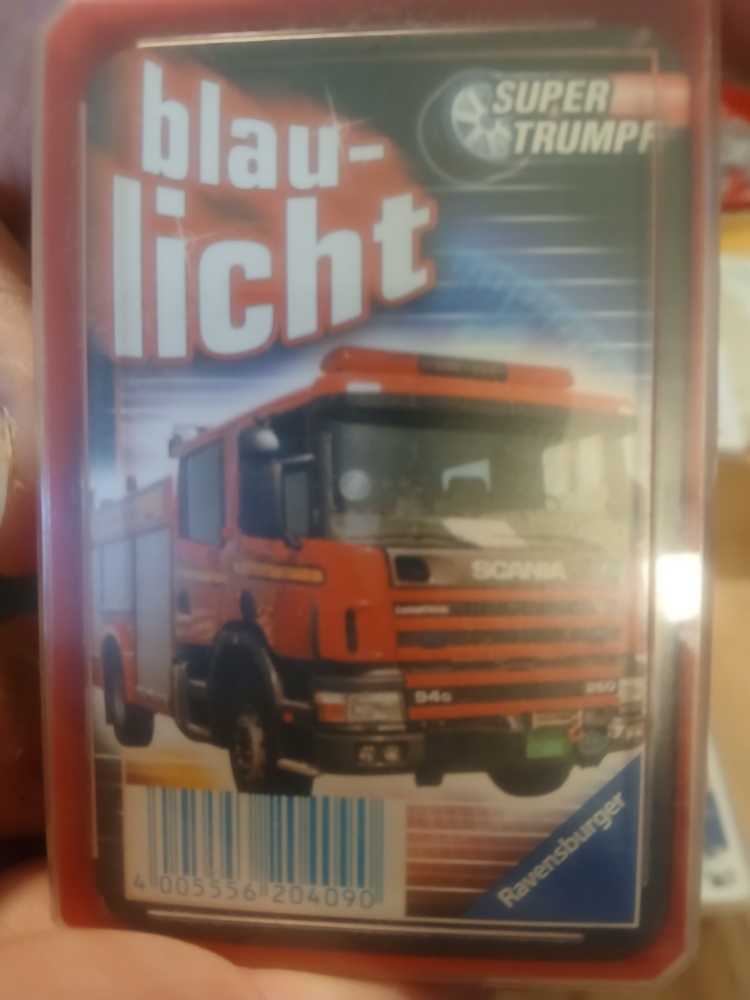 blau-
licht
SUPER
TRUMPF
SCANIA
94G
260
4 005556 204090
Ravensburger